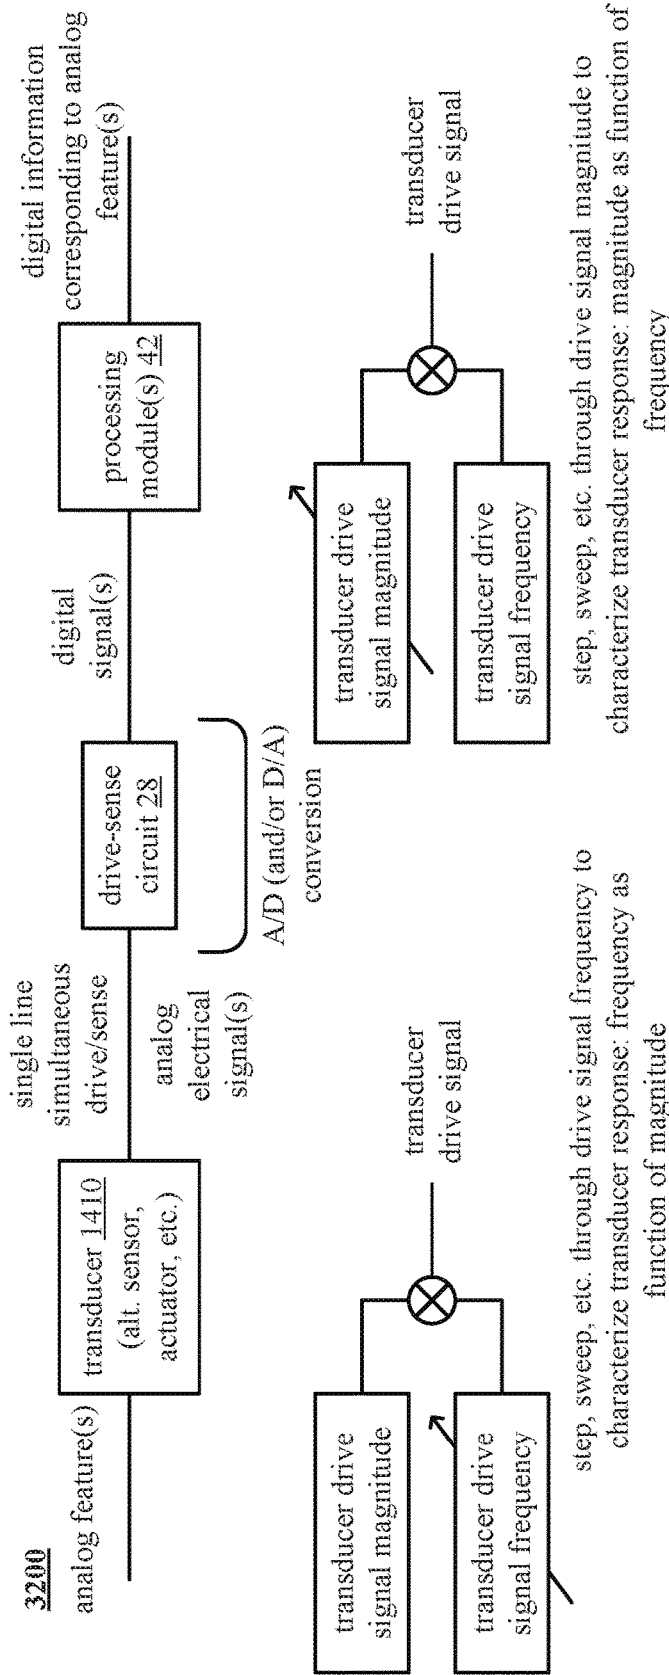 3200
analog feature(s)
transducer 1410
(alt. sensor,
actuator, etc.)
single line
simultaneous
drive/sense
analog
electrical
signal(s)
drive-sense
circuit 28
A/D (and/or D/A)
conversion
digital
signal(s)
processing
module(s) 42
digital information
corresponding to analog
feature(s)
transducer drive
signal magnitude
transducer drive
signal frequency
transducer
drive signal
step, sweep, etc. through drive signal frequency to
characterize transducer response: frequency as
function of magnitude
transducer drive
signal magnitude
transducer drive
signal frequency
transducer
drive signal
step, sweep, etc. through drive signal magnitude to
characterize transducer response: magnitude as function of
frequency